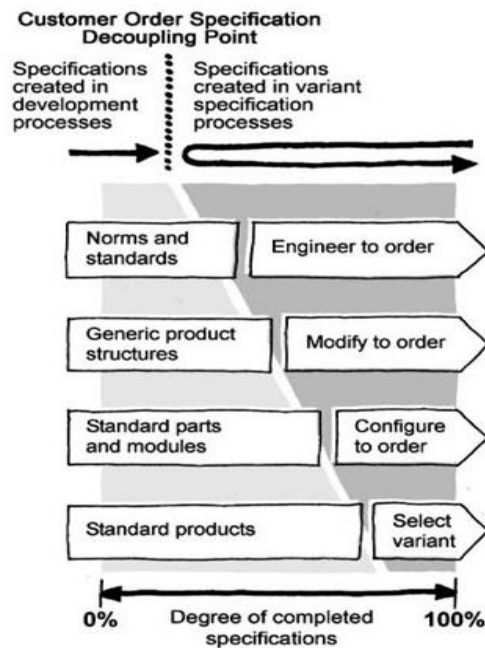 Customer Order Specification
Decoupling Point
Specifications
created in
development
processes
Specifications
created in variant
specification
processes
Norms and
standards
Engineer to order
Generic product
structures
Modify to order
Standard parts
and modules
Configure
to order
Standard products
Select
variant
0%
Degree of completed
specifications
100%